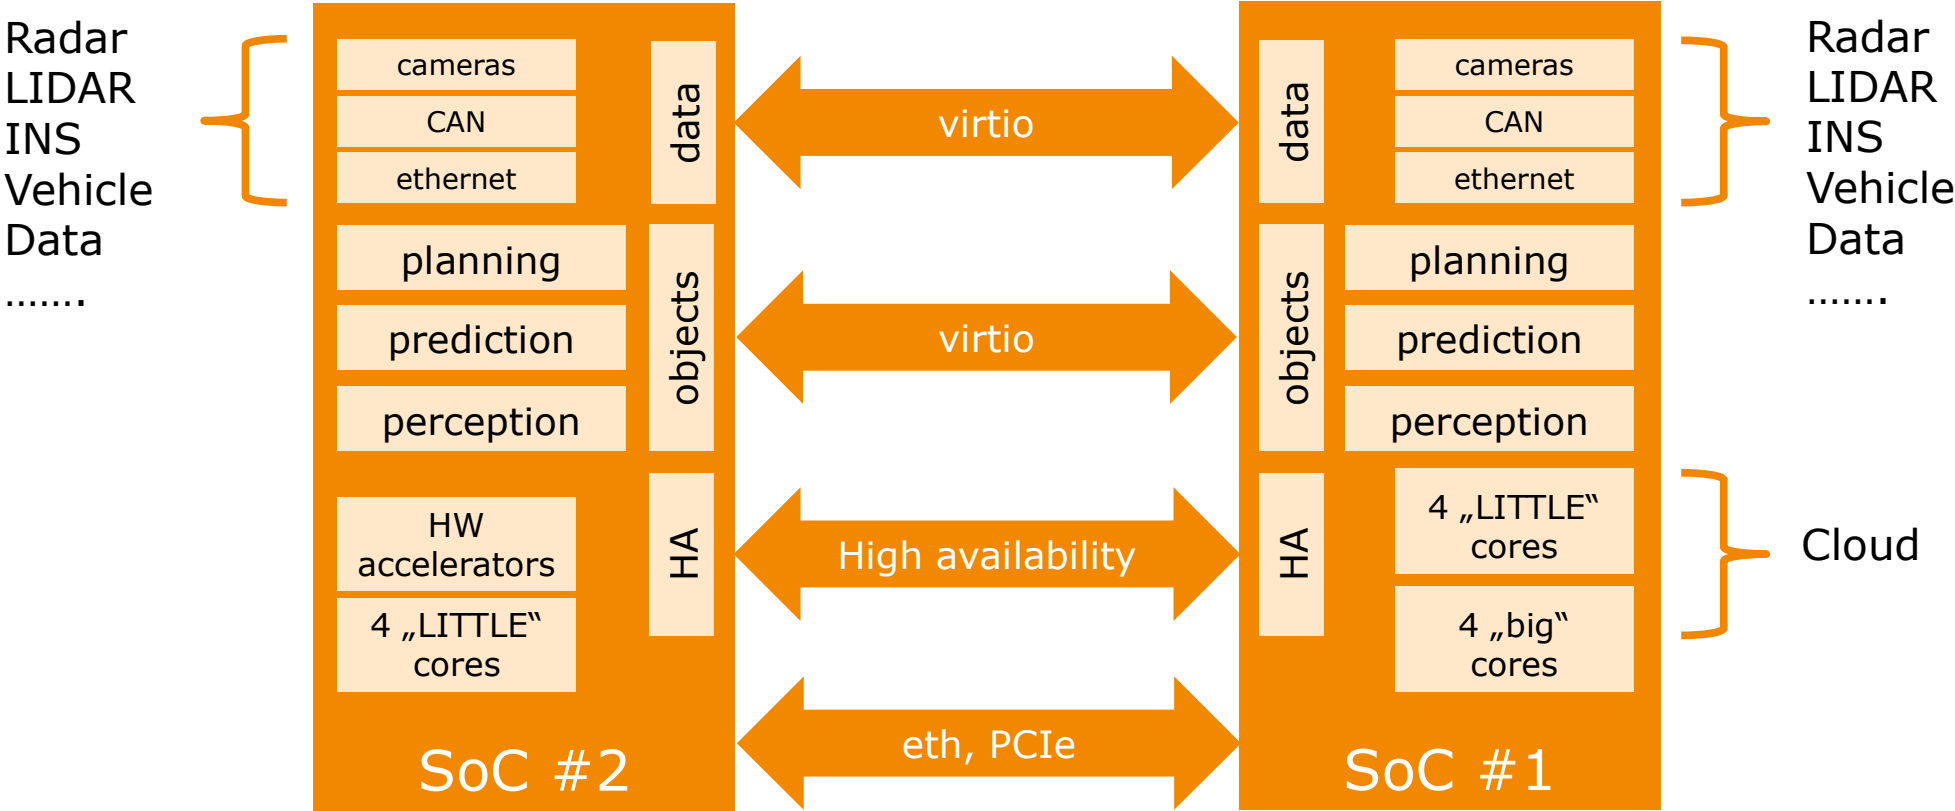 Radar
LIDAR
INS
Vehicle
Data
…….
cameras
CAN
ethernet
data
planning
prediction
perception
objects
HW
accelerators
4 „LITTLE‟
cores
HA
SoC #2
virtio
virtio
High availability
eth, PCIe
data
cameras
CAN
ethernet
objects
planning
prediction
perception
HA
4 „LITTLE‟
cores
4 „big‟
cores
SoC #1
Radar
LIDAR
INS
Vehicle
Data
…….
Cloud